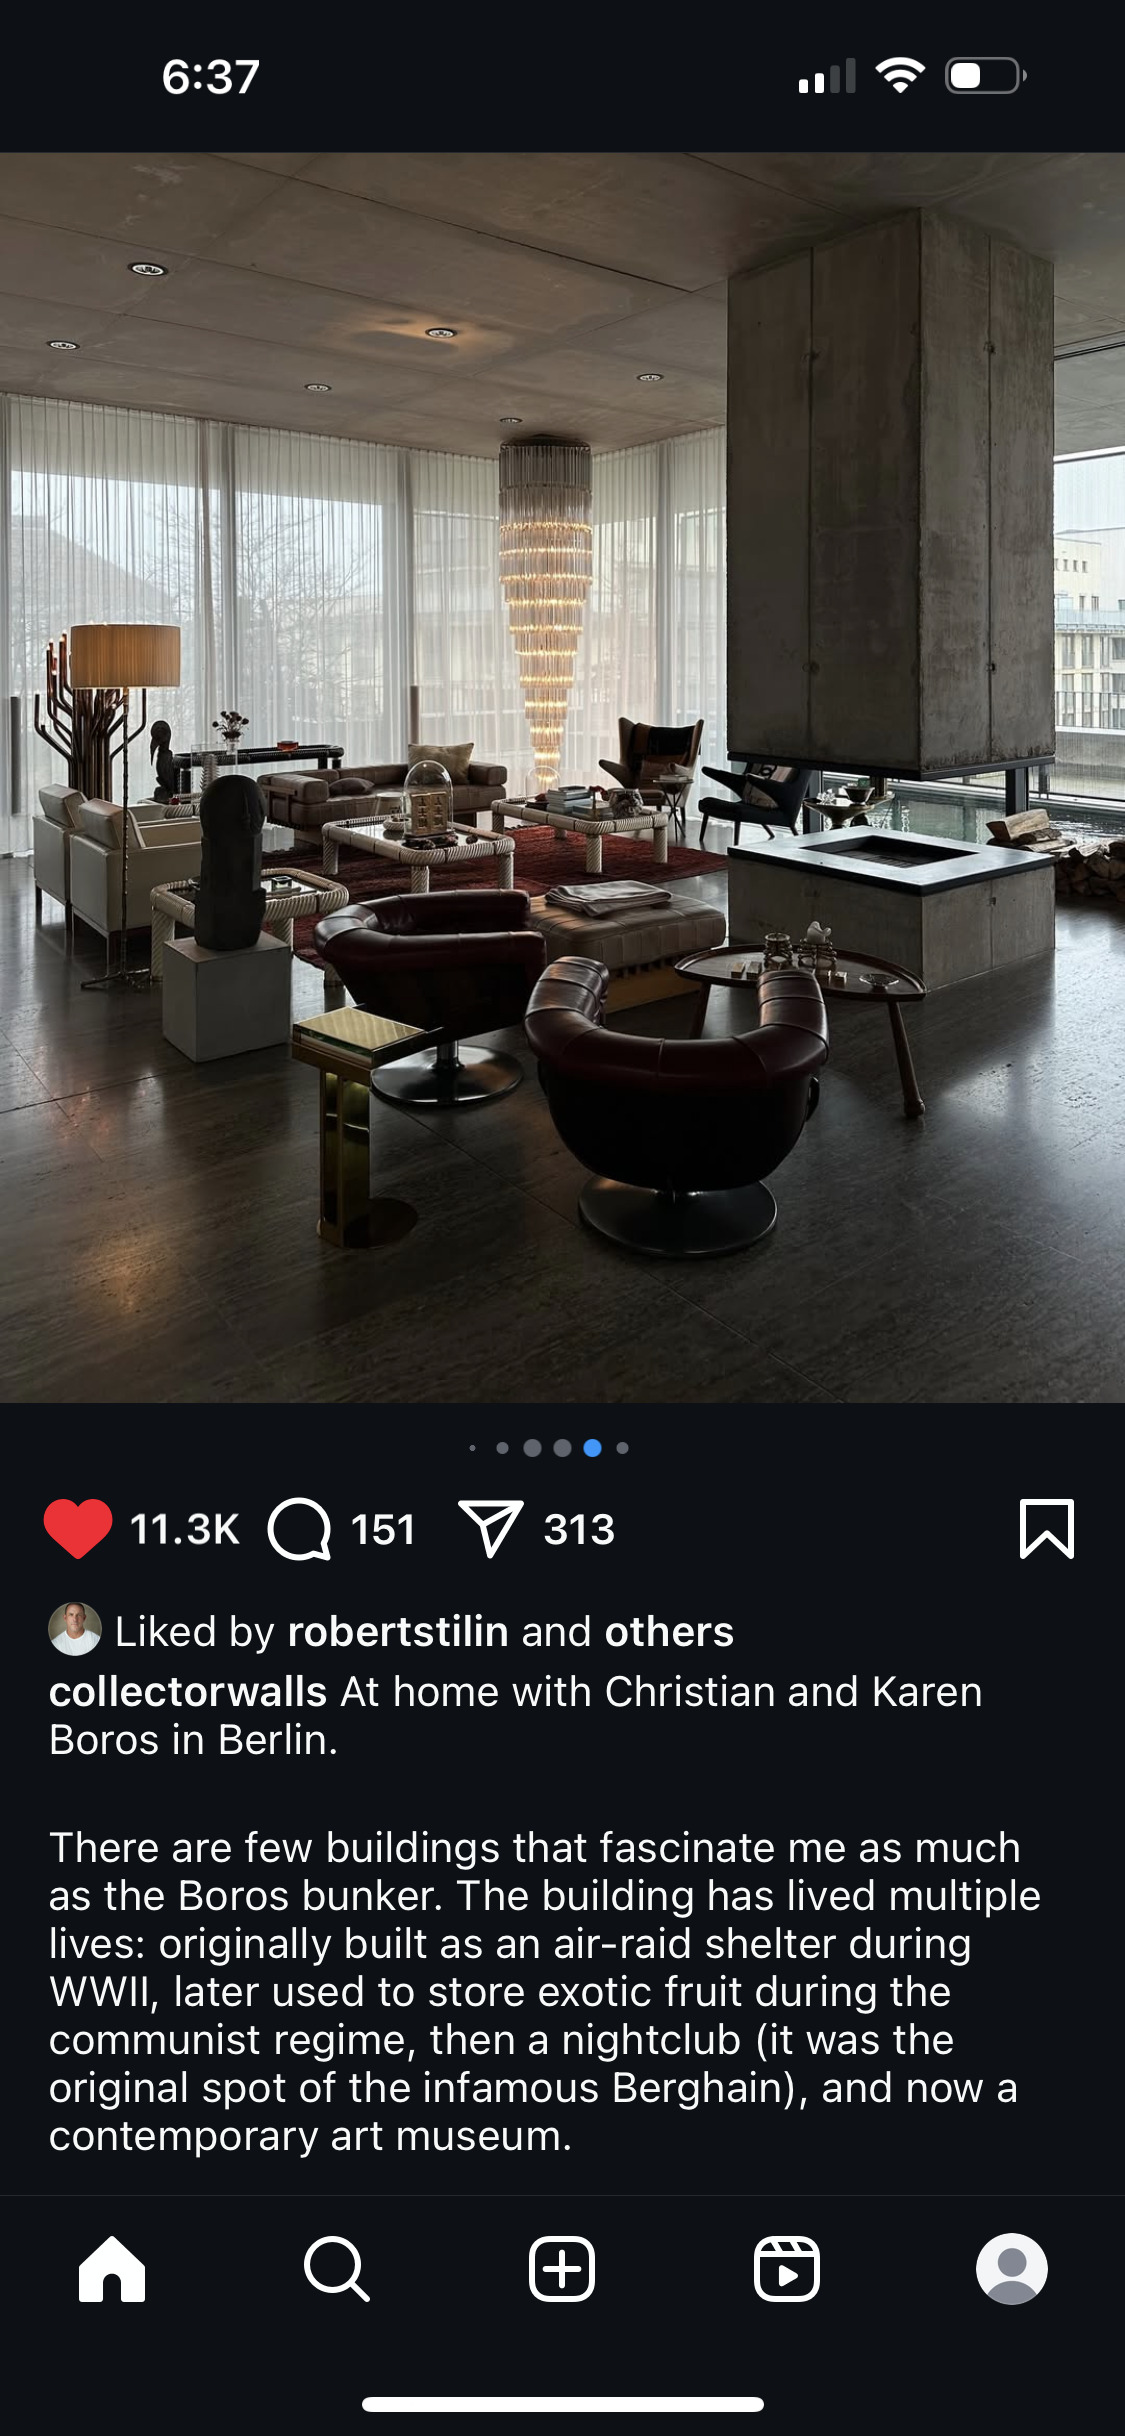 6:37
11.3K 151 313
Liked by robertstilin and others
collectorwalls At home with Christian and Karen
Boros in Berlin.
There are few buildings that fascinate me as much
as the Boros bunker. The building has lived multiple
lives: originally built as an air-raid shelter during
WWII, later used to store exotic fruit during the
communist regime, then a nightclub (it was the
original spot of the infamous Berghain), and now a
contemporary art museum.